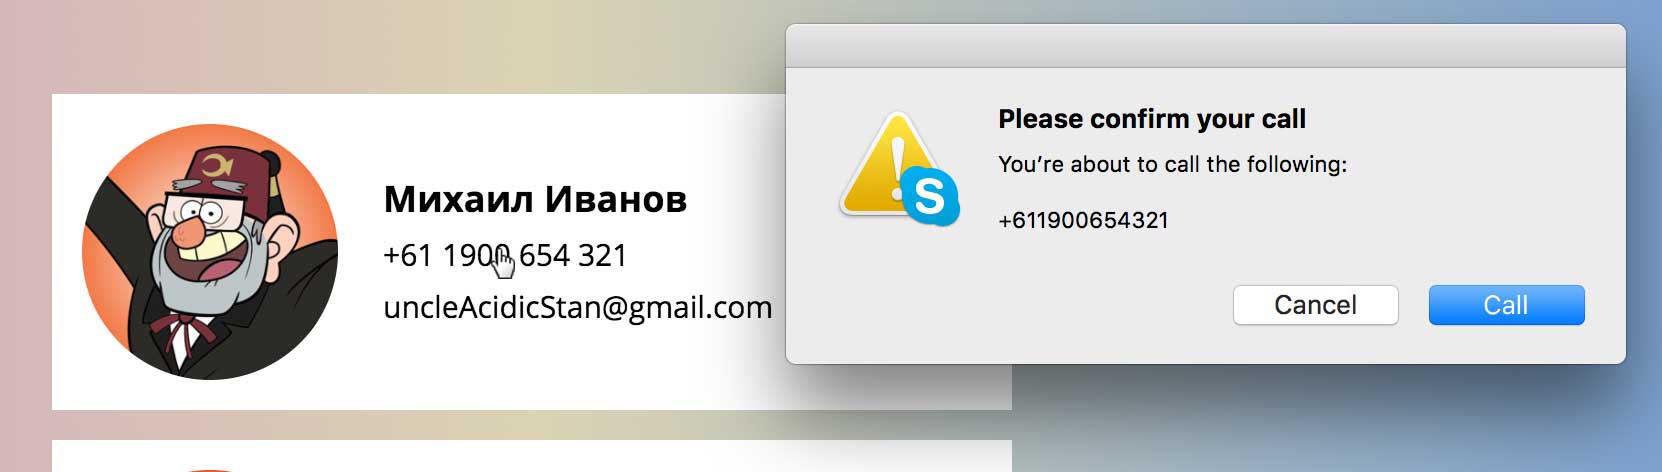 Михаил Иванов
+61 1900 654 321
uncleAcidicStan@gmail.com
Please confirm your call
You’re about to call the following:
+611900654321
Cancel
Call
S